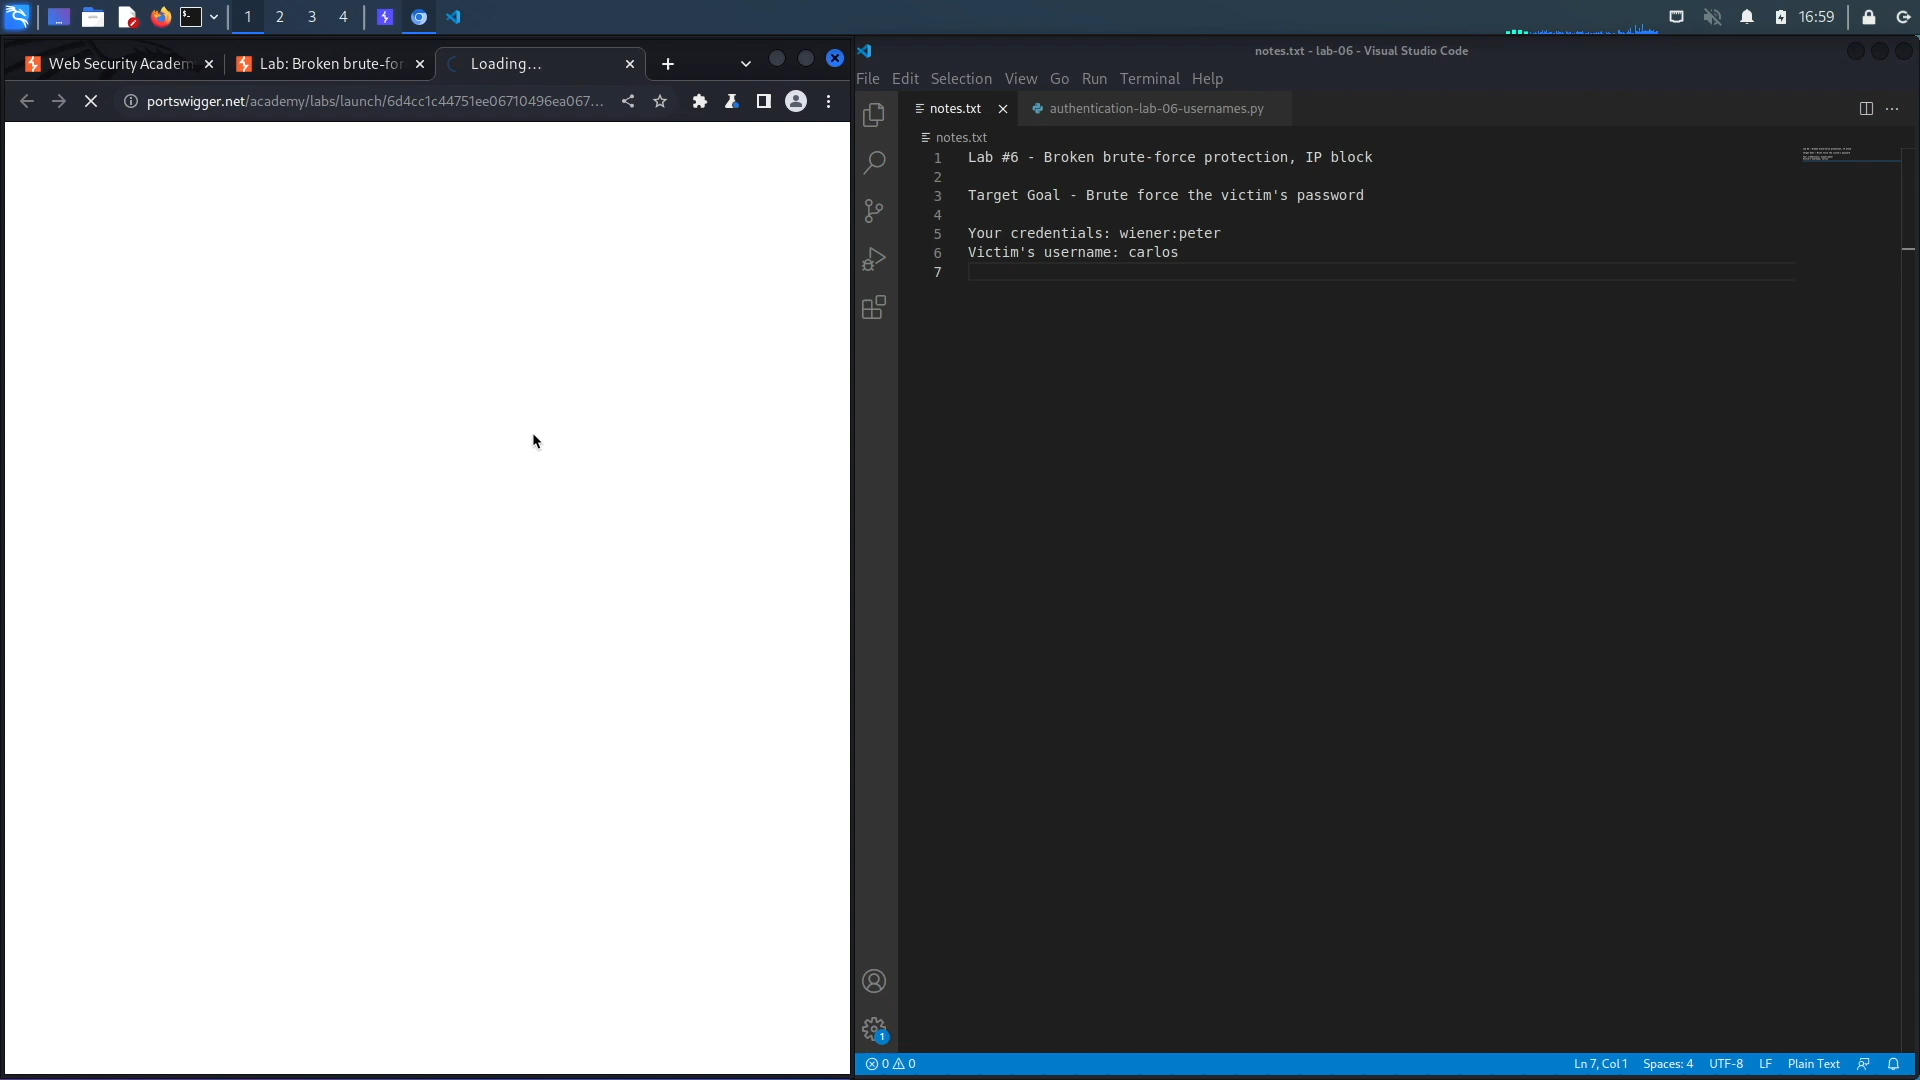 1 2 3 4
16:59
Web Security Academ
Lab: Broken brute-for
Loading...
notes.txt - lab-06 - Visual Studio Code
File Edit Selection View Go Run Terminal Help
portswigger.net/academy/labs/launch/6d4cc1c44751ee06710496ea067...
notes.txt
authentication-lab-06-usernames.py
notes.txt
1 Lab #6 - Broken brute-force protection, IP block
2
3 Target Goal - Brute force the victim's password
4
5 Your credentials: wiener:peter
6 Victim's username: carlos
7
1
0 0
Ln 7, Col 1 Spaces: 4 UTF-8 LF Plain Text